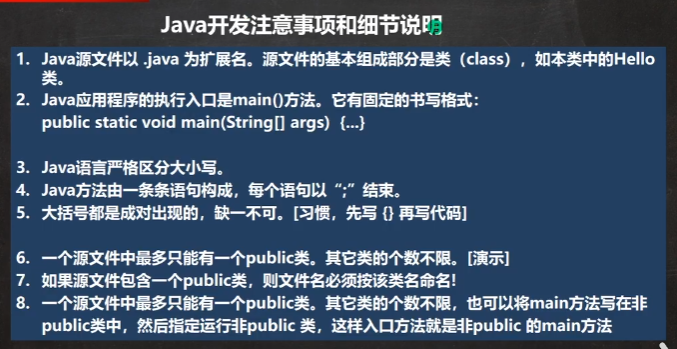 Java开发注意事项和细节说明
1. Java源文件以 .java 为扩展名。源文件的基本组成部分是类（class），如本类中的Hello
类。
2. Java应用程序的执行入口是main()方法。它有固定的书写格式：
public static void main(String[] args) {...}
3. Java语言严格区分大小写。
4. Java方法由一条条语句构成，每个语句以“;”结束。
5. 大括号都是成对出现的，缺一不可。[习惯，先写 {} 再写代码]
6. 一个源文件中最多只能有一个public类。其它类的个数不限。[演示]
7. 如果源文件包含一个public类，则文件名必须按该类名命名!
8. 一个源文件中最多只能有一个public类。其它类的个数不限，也可以将main方法写在非
public类中，然后指定运行非public 类，这样入口方法就是非public 的main方法